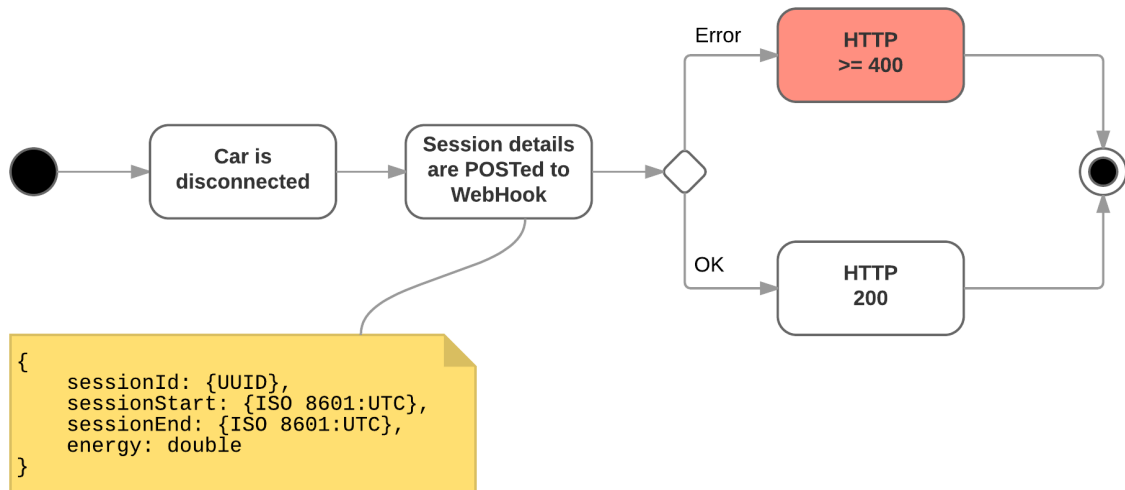 Car is
disconnected
Session details
are POSTed to
WebHook
Error
HTTP
>= 400
OK
HTTP
200
{
    sessionId: {UUID},
    sessionStart: {ISO 8601:UTC},
    sessionEnd: {ISO 8601:UTC},
    energy: double
}